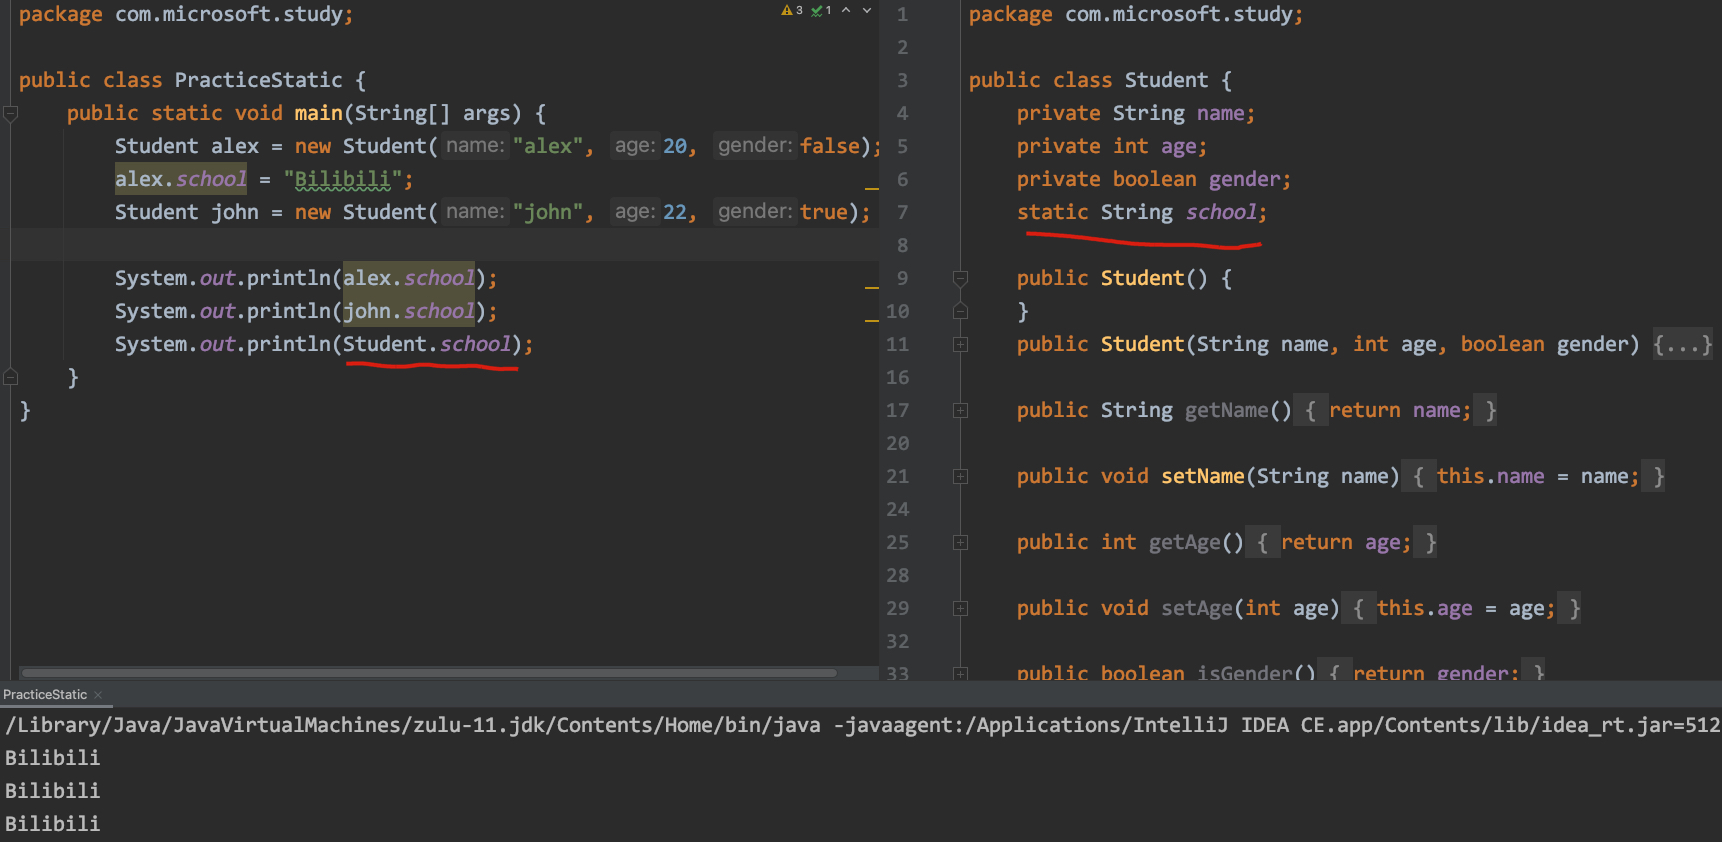 package com.microsoft.study;
3 1
public class PracticeStatic {
public static void main(String[] args) {
Student alex = new Student( name: "alex", age: 20, gender: false);
alex.school = "Bilibili";
Student john = new Student( name: "john", age: 22, gender: true);
System.out.println(alex.school);
System.out.println(john.school);
System.out.println(Student.school);
}
}
1 package com.microsoft.study;
2
3 public class Student {
4 private String name;
5 private int age;
6 private boolean gender;
7 static String school;
8
9 public Student() {
10 }
11 public Student(String name, int age, boolean gender) {...}
16
17 public String getName() { return name; }
20
21 public void setName(String name) { this.name = name; }
24
25 public int getAge() { return age; }
28
29 public void setAge(int age) { this.age = age; }
32
33 public boolean isGender() { return gender; }
PracticeStatic ×
/Library/Java/JavaVirtualMachines/zulu-11.jdk/Contents/Home/bin/java -javaagent:/Applications/IntelliJ IDEA CE.app/Contents/lib/idea_rt.jar=512
Bilibili
Bilibili
Bilibili